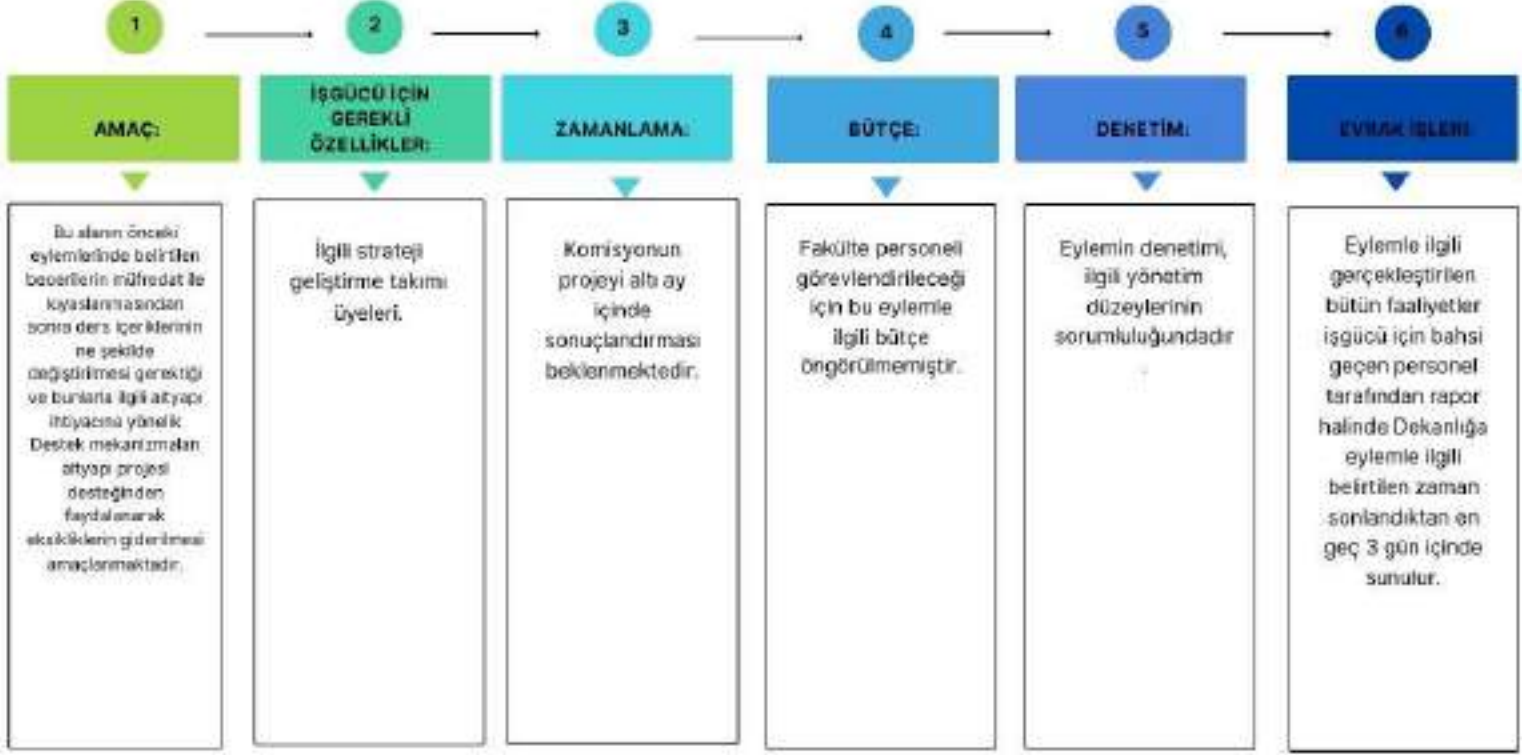 1
2
3
4
5
6
AMAÇ:
İŞGÜCÜ İÇİN
GEREKLİ
ÖZELLİKLER:
ZAMANLAMA:
BÜTÇE:
DENETİM:
EVRAK İŞLERİ:
Bu alanın önceki
eylemlerinde belirtilen
becerilerin müfredat ile
kıyaslanmasından
sonra ders içeriklerinin
ne şekilde
değiştirilmesi gerektiği
ve bunlarla ilgili altyapı
ihtiyacına yönelik
Destek mekanizmaları
altyapı projesi
desteğinden
faydalanarak
eksikliklerin giderilmesi
amaçlanmaktadır.
İlgili strateji
geliştirme takımı
üyeleri.
Komisyonun
projeyi altı ay
içinde
sonuçlandırması
beklenmektedir.
Fakülte personeli
görevlendirileceği
için bu eylemle
ilgili bütçe
öngörülmemiştir.
Eylemin denetimi,
ilgili yönetim
düzeylerinin
sorumluluğundadır
.
Eylemle ilgili
gerçekleştirilen
bütün faaliyetler
işgücü için bahsi
geçen personel
tarafından rapor
halinde Dekanlığa
eylemle ilgili
belirtilen zaman
sonlandıktan en
geç 3 gün içinde
sunulur.